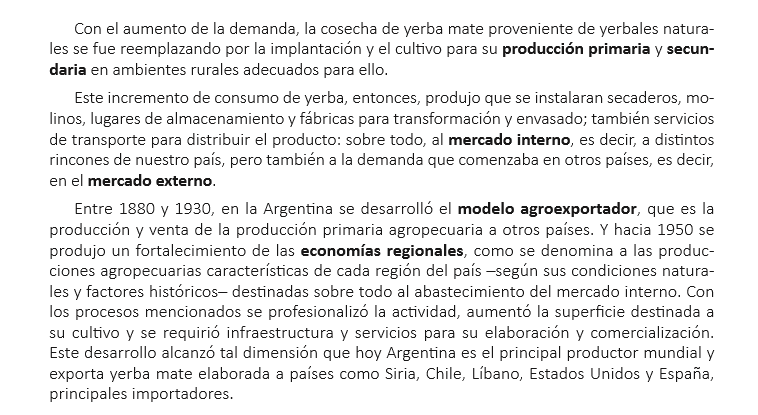 Con el aumento de la demanda, la cosecha de yerba mate proveniente de yerbales natura-
les se fue reemplazando por la implantación y el cultivo para su producción primaria y secun-
daria en ambientes rurales adecuados para ello.
Este incremento de consumo de yerba, entonces, produjo que se instalaran secaderos, mo-
linos, lugares de almacenamiento y fábricas para transformación y envasado; también servicios
de transporte para distribuir el producto: sobre todo, al mercado interno, es decir, a distintos
rincones de nuestro país, pero también a la demanda que comenzaba en otros países, es decir,
en el mercado externo.
Entre 1880 y 1930, en la Argentina se desarrolló el modelo agroexportador, que es la
producción y venta de la producción primaria agropecuaria a otros países. Y hacia 1950 se
produjo un fortalecimiento de las economías regionales, como se denomina a las produc-
ciones agropecuarias características de cada región del país –según sus condiciones natura-
les y factores históricos– destinadas sobre todo al abastecimiento del mercado interno. Con
los procesos mencionados se profesionalizó la actividad, aumentó la superficie destinada a
su cultivo y se requirió infraestructura y servicios para su elaboración y comercialización.
Este desarrollo alcanzó tal dimensión que hoy Argentina es el principal productor mundial y
exporta yerba mate elaborada a países como Siria, Chile, Líbano, Estados Unidos y España,
principales importadores.